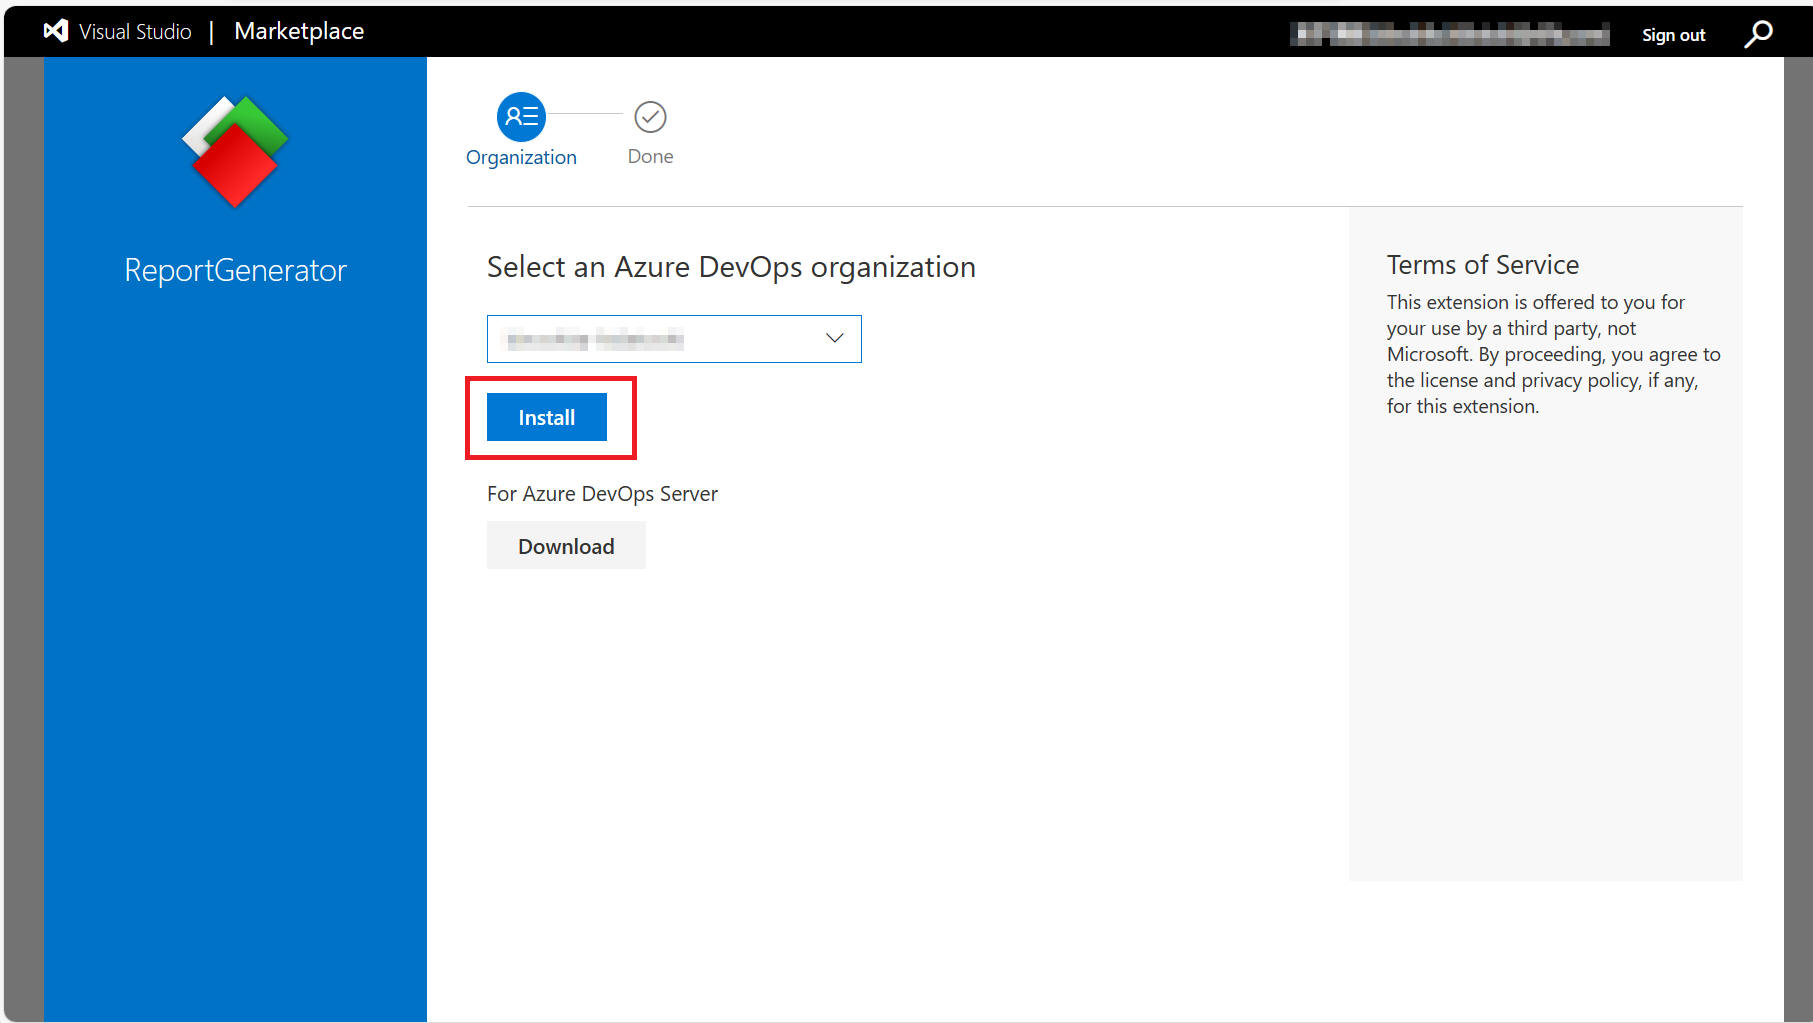 Visual Studio | Marketplace
Sign out
ReportGenerator
Organization
Done
Select an Azure DevOps organization
Install
For Azure DevOps Server
Download
Terms of Service
This extension is offered to you for
your use by a third party, not
Microsoft. By proceeding, you agree to
the license and privacy policy, if any,
for this extension.